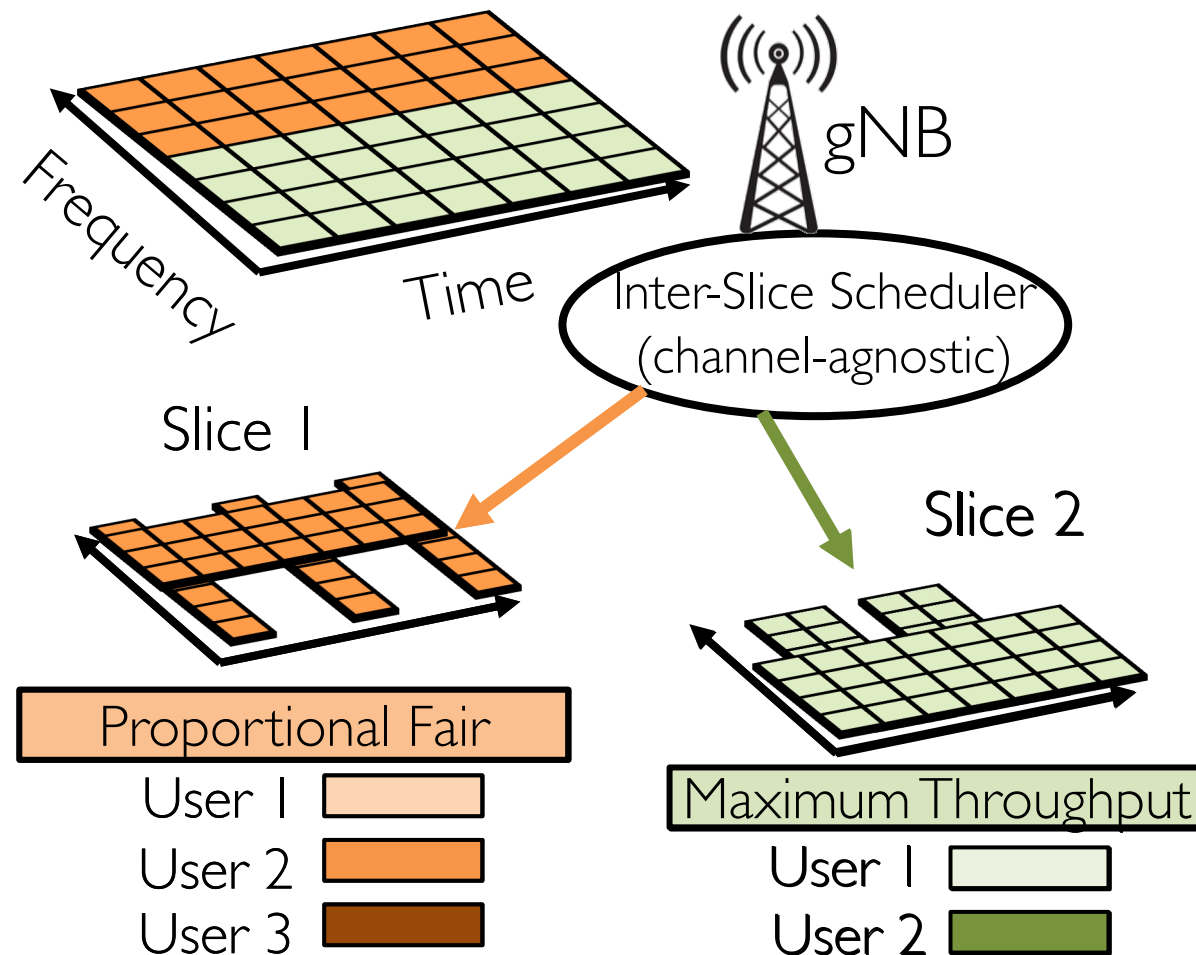 gNB
Frequency
Time
Inter-Slice Scheduler
(channel-agnostic)
Slice 1
Slice 2
Proportional Fair
User 1
User 2
User 3
Maximum Throughput
User 1
User 2